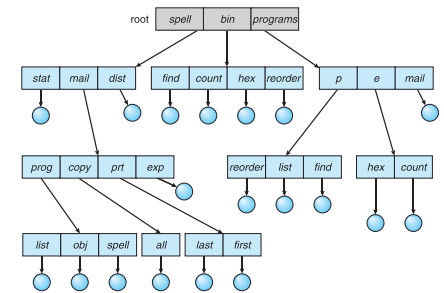 root spell bin programs
stat mail dist find count hex reorder p e mail
prog copy prt exp reorder list find hex count
list obj spell all last first